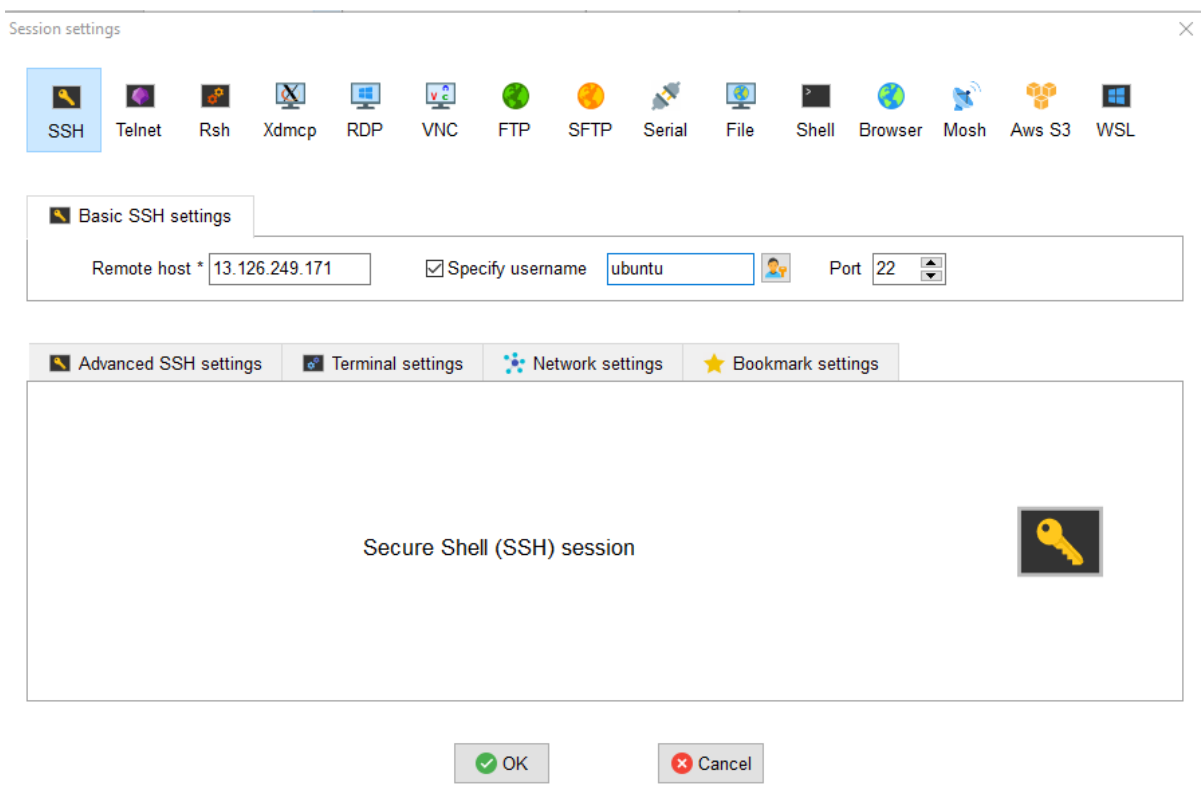 Session settings
SSH Telnet Rsh Xdmcp RDP VNC FTP SFTP Serial File Shell Browser Mosh Aws S3 WSL
Basic SSH settings
Remote host * 13.126.249.171 Specify username ubuntu Port 22
Advanced SSH settings Terminal settings Network settings Bookmark settings
Secure Shell (SSH) session
OK Cancel